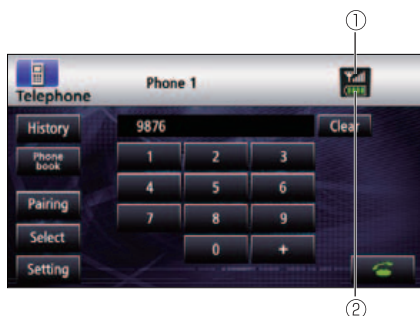 ①
Phone 1
Telephone
History
9876
Clear
Phone
book
1 2 3
4 5 6
Pairing
7 8 9
Select
0 +
Setting
②